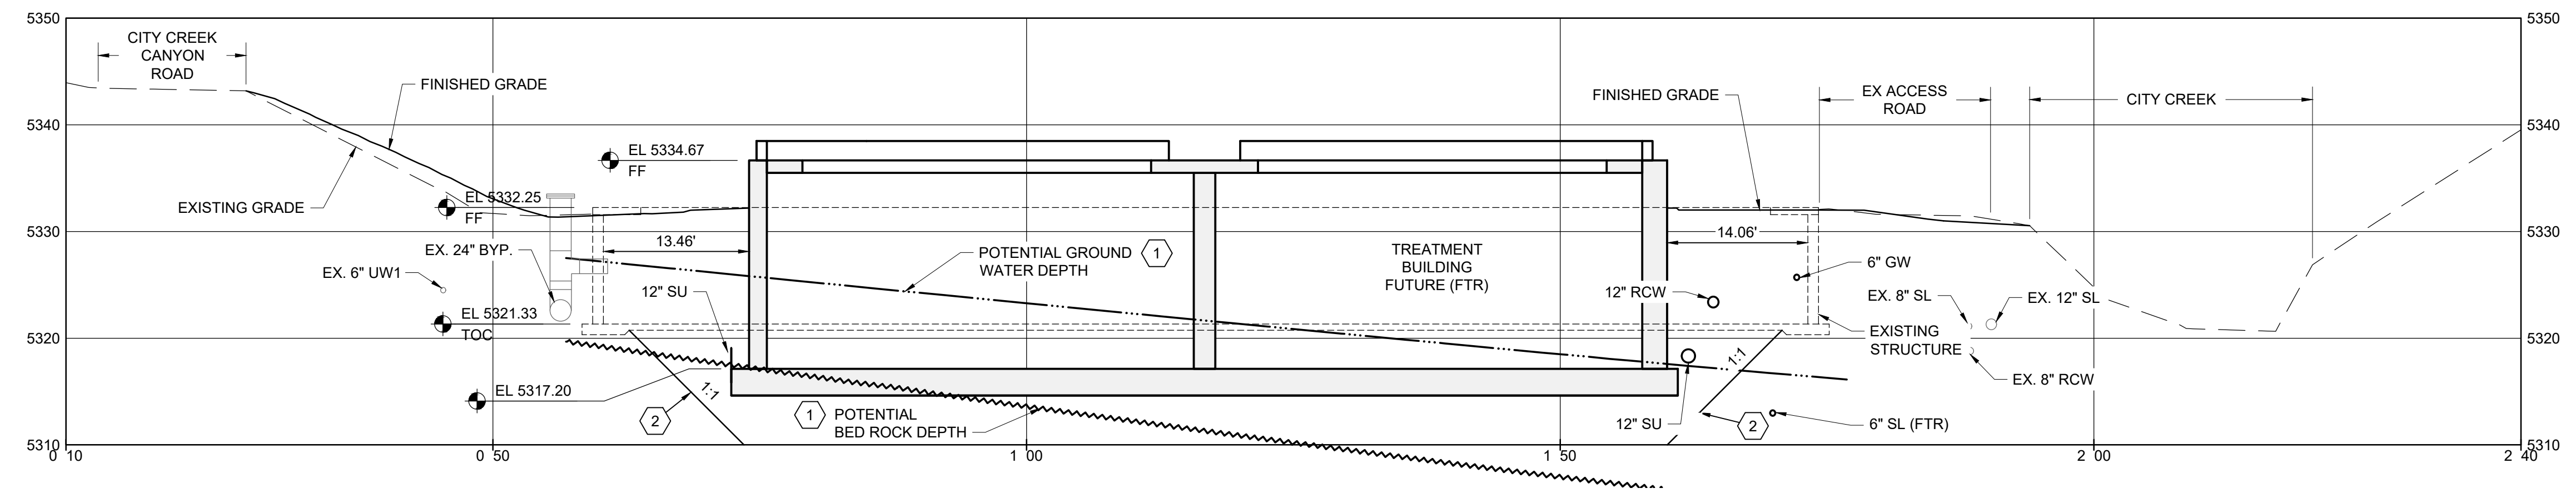 5350
5350
CITY CREEK
CANYON
ROAD
FINISHED GRADE
FINISHED GRADE
EX ACCESS
ROAD
CITY CREEK
5340
5340
EL 5334.67
FF
EL 5332.25
FF
EXISTING GRADE
5330
5330
13.46'
14.06'
EX. 24" BYP.
POTENTIAL GROUND
WATER DEPTH
1
TREATMENT
BUILDING
FUTURE (FTR)
EX. 6" UW1
12" SU
12" RCW
6" GW
EX. 8" SL
EX. 12" SL
EL 5321.33
TOC
5320
5320
EXISTING
STRUCTURE
1:1
1:1
EX. 8" RCW
EL 5317.20
2
1
POTENTIAL
BED ROCK DEPTH
12" SU
2
6" SL (FTR)
5310
5310
0 10
0 50
1 00
1 50
2 00
2 40